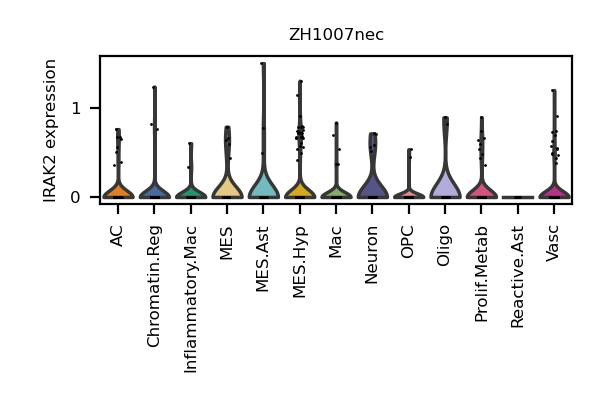 ZH1007nec
IRAK2 expression
1
0
AC
Chromatin.Reg
Inflammatory.Mac
MES
MES.Ast
MES.Hyp
Mac
Neuron
OPC
Oligo
Prolif.Metab
Reactive.Ast
Vasc